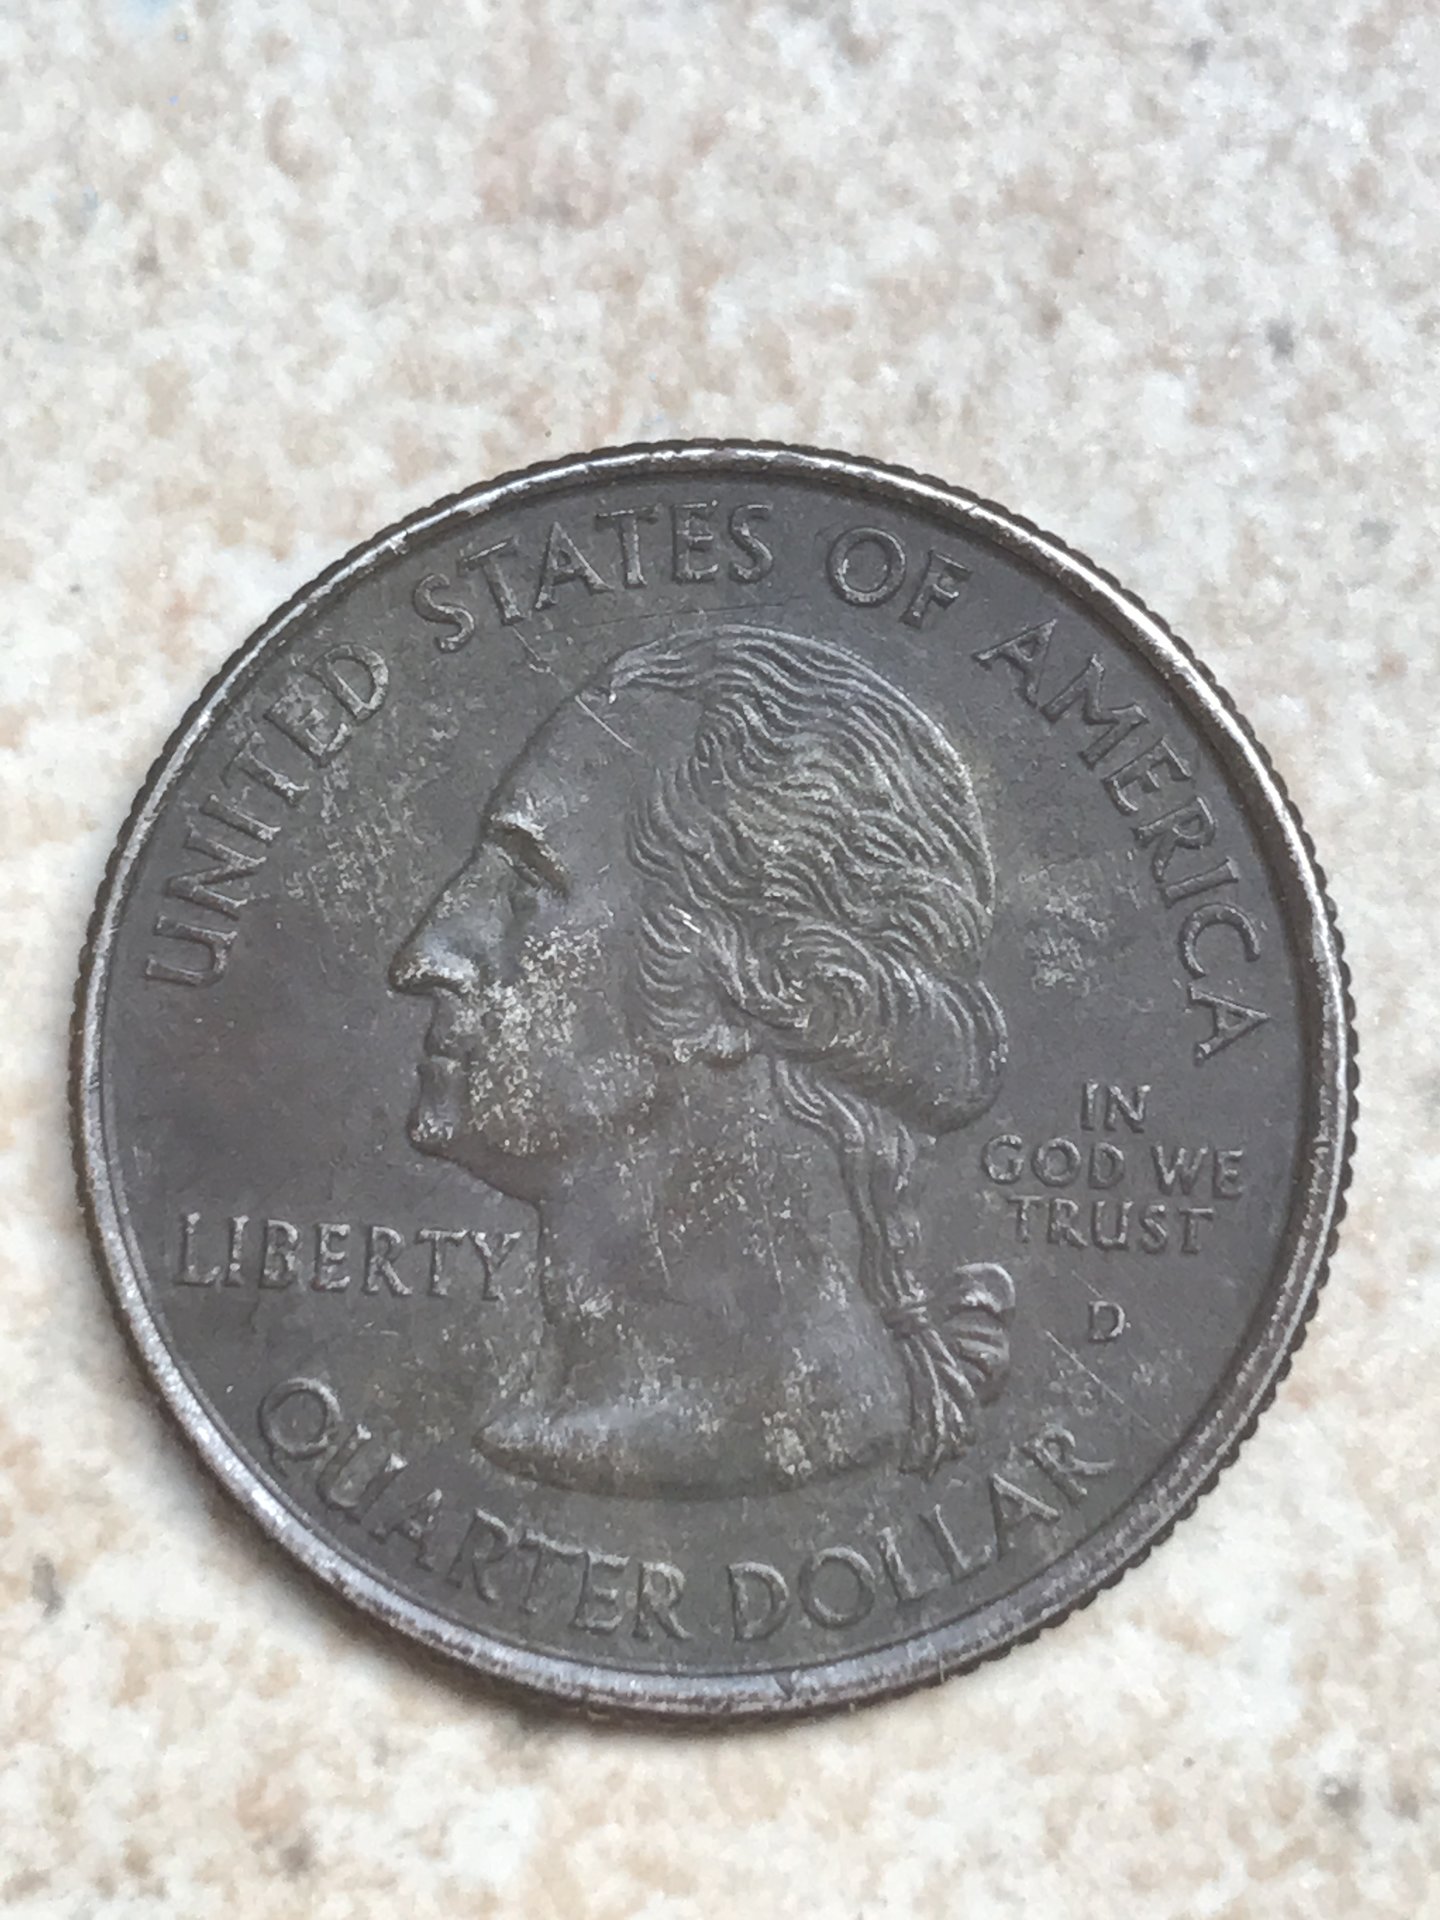 UNITED STATES OF AMERICA
LIBERTY
IN
GOD WE
TRUST
D
QUARTER DOLLAR